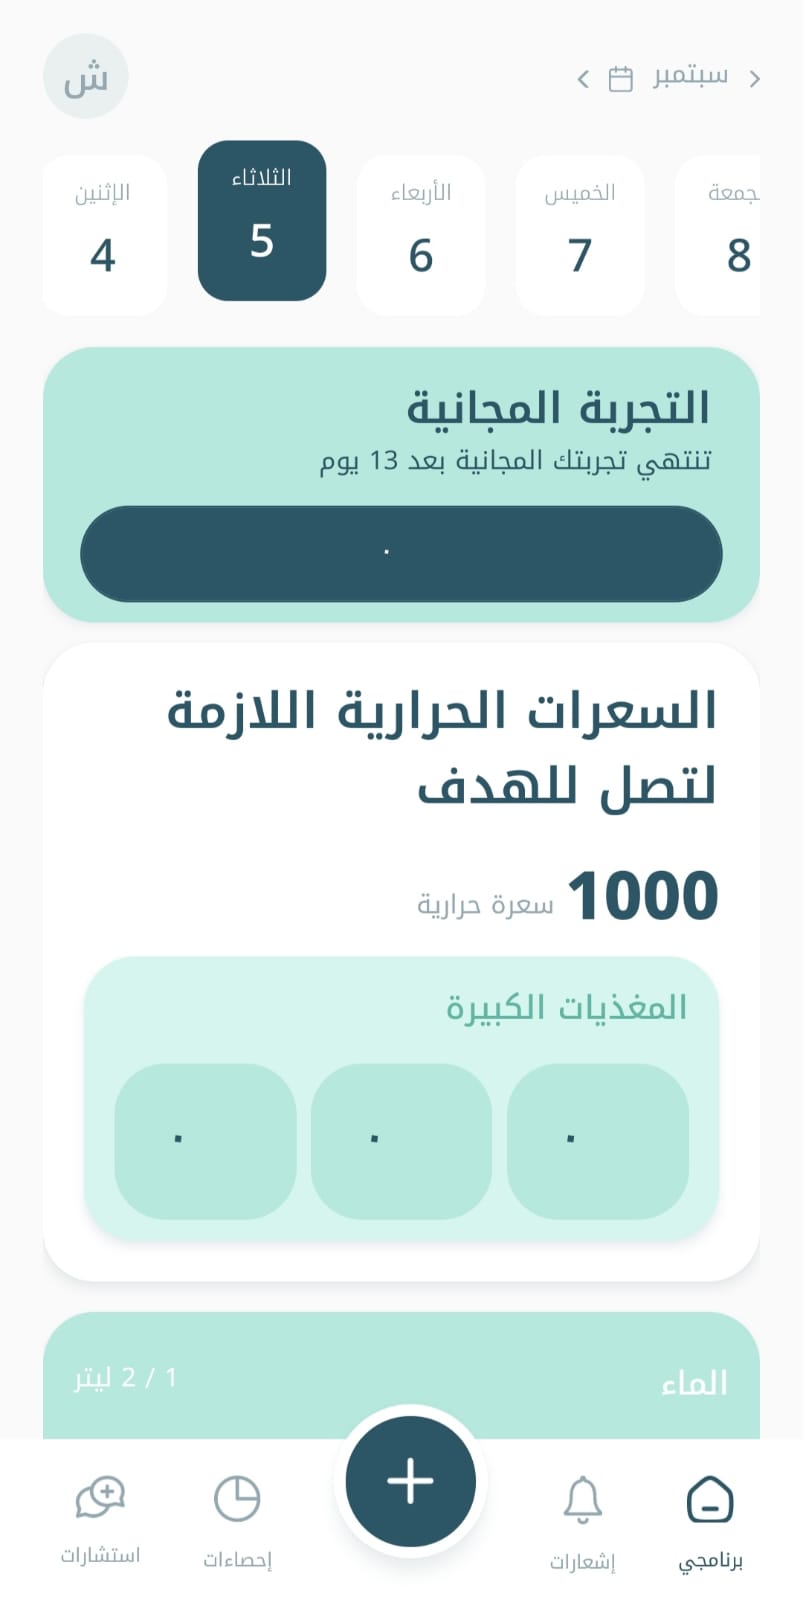 سبتمبر
ش
جمعة
8
الخميس
7
الأربعاء
6
الثلاثاء
5
الإثنين
4
التجربة المجانية
تنتهي تجربتك المجانية بعد 13 يوم
.
السعرات الحرارية اللازمة
لتصل للهدف
1000 سعرة حرارية
المغذيات الكبيرة
. . .
الماء
1 / 2 ليتر
برنامجي
إشعارات
إحصاءات
استشارات